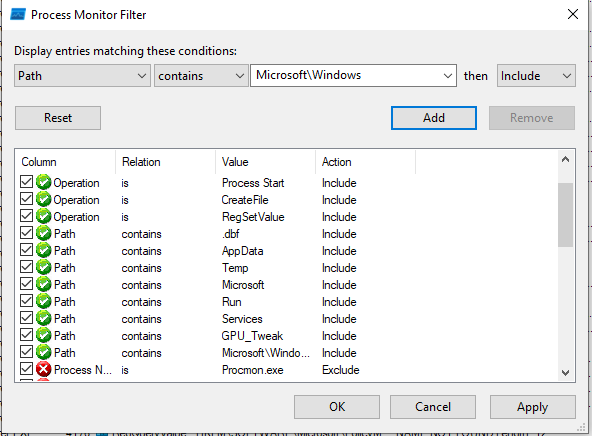 Process Monitor Filter
Display entries matching these conditions:
Path contains Microsoft\Windows then Include
Reset Add Remove
Column Relation Value Action
Operation is Process Start Include
Operation is CreateFile Include
Operation is RegSetValue Include
Path contains .dbf Include
Path contains AppData Include
Path contains Temp Include
Path contains Microsoft Include
Path contains Run Include
Path contains Services Include
Path contains GPU_Tweak Include
Path contains Microsoft\Windo... Include
Process N... is Procmon.exe Exclude
OK Cancel Apply